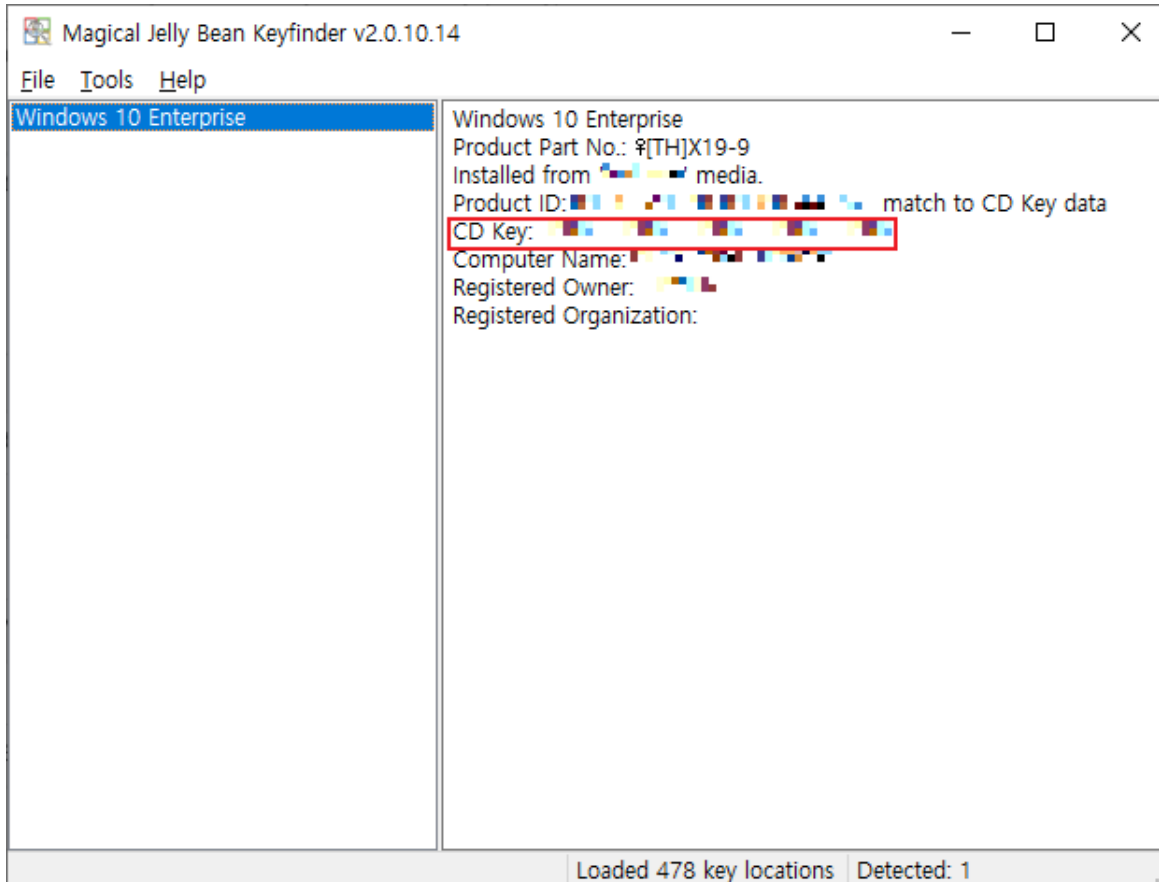 Magical Jelly Bean Keyfinder v2.0.10.14
File Tools Help
Windows 10 Enterprise
Windows 10 Enterprise
Product Part No.: ♀[TH]X19-9
Installed from ' ' media.
Product ID: match to CD Key data
CD Key:
Computer Name:
Registered Owner:
Registered Organization:
Loaded 478 key locations Detected: 1